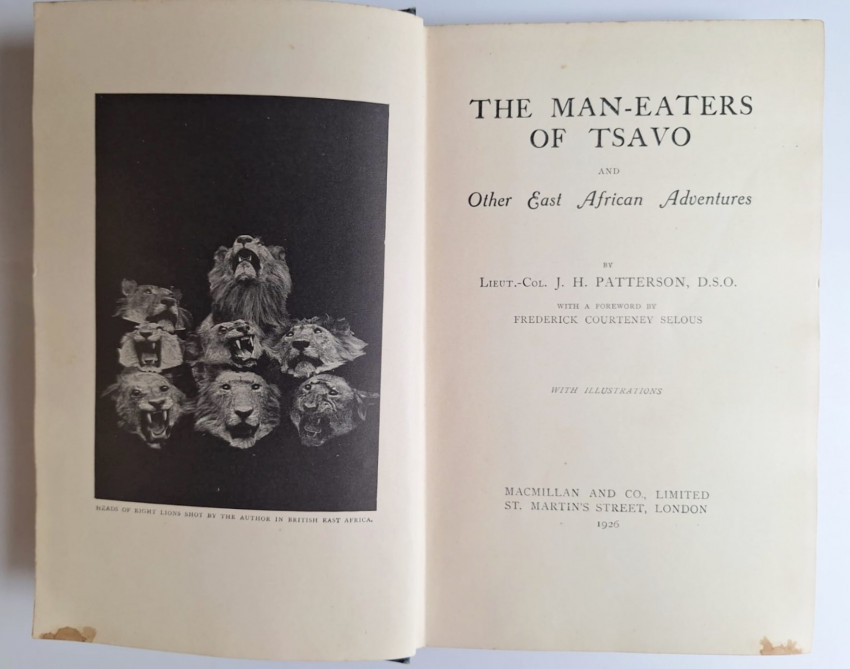 HEADS OF EIGHT LIONS SHOT BY THE AUTHOR IN BRITISH EAST AFRICA.
THE MAN-EATERS
OF TSAVO
AND
Other East African Adventures
BY
LIEUT.-COL. J. H. PATTERSON, D.S.O.
WITH A FOREWORD BY
FREDERICK COURTENEY SELOUS
WITH ILLUSTRATIONS
MACMILLAN AND CO., LIMITED
ST. MARTIN'S STREET, LONDON
1926